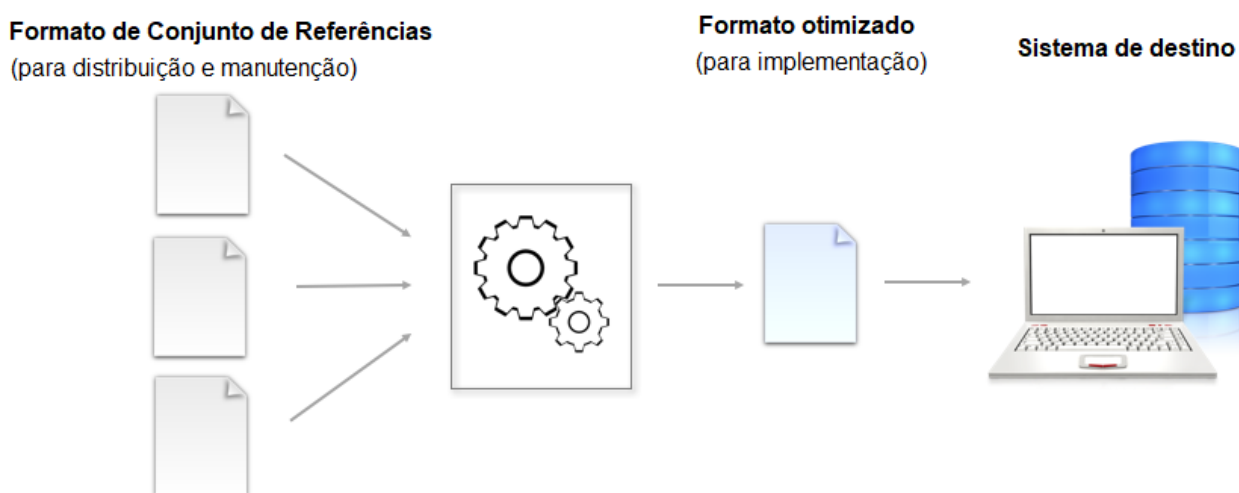 Formato de Conjunto de Referências
(para distribuição e manutenção)
Formato otimizado
(para implementação)
Sistema de destino